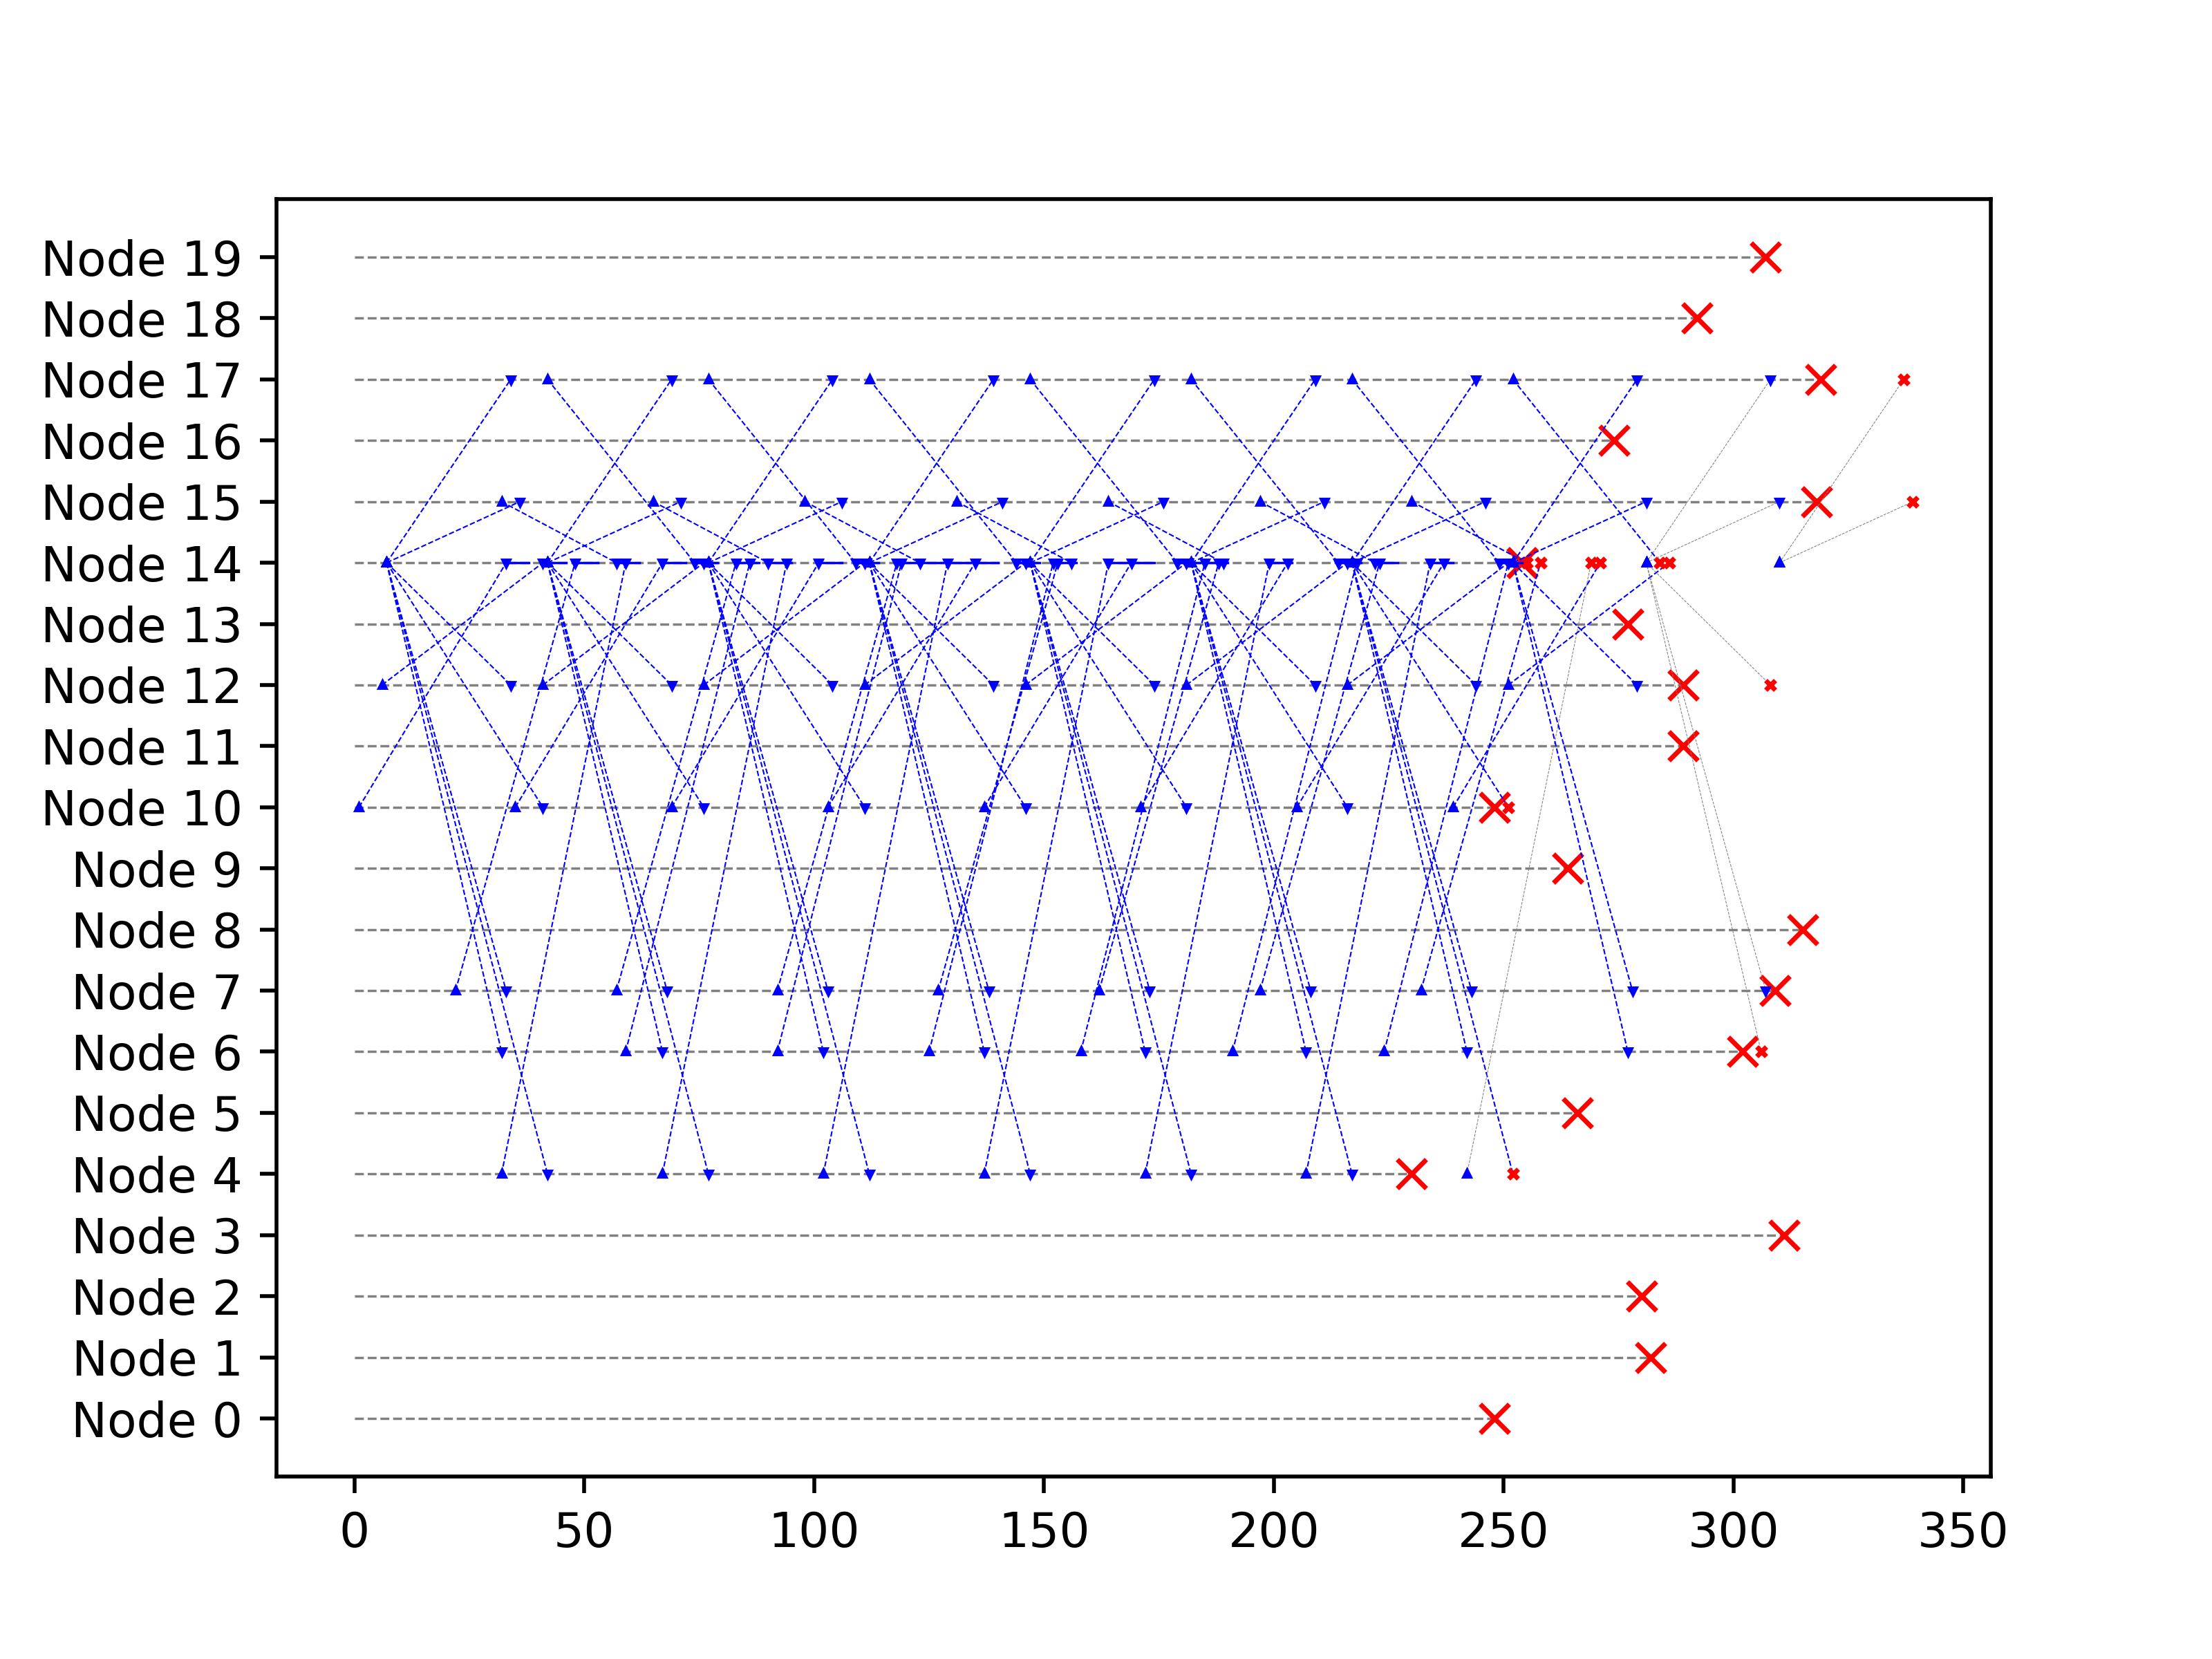 Node 19
Node 18
Node 17
Node 16
Node 15
Node 14
Node 13
Node 12
Node 11
Node 10
Node 9
Node 8
Node 7
Node 6
Node 5
Node 4
Node 3
Node 2
Node 1
Node 0
0 50 100 150 200 250 300 350